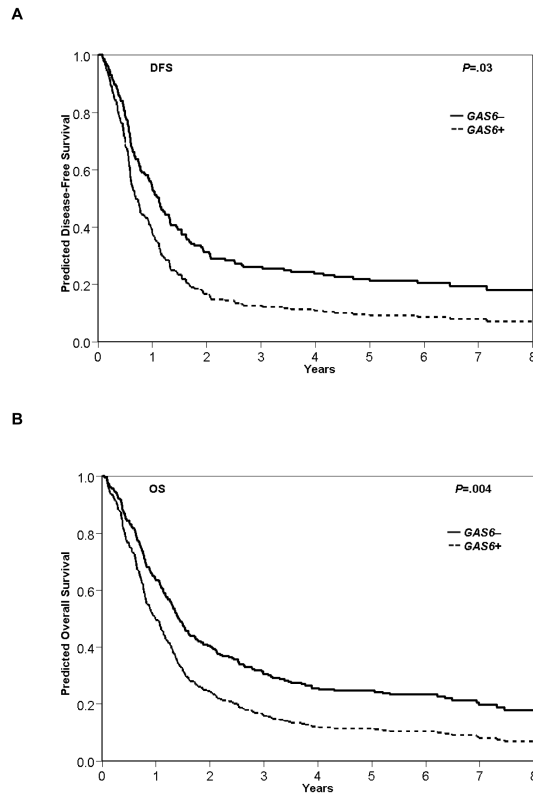 A
DFS
P=.03
GAS6–
GAS6+
Predicted Disease-Free Survival
1.0
0.8
0.6
0.4
0.2
0.0
0 1 2 3 4 5 6 7 8
Years
B
OS
P=.004
GAS6–
GAS6+
Predicted Overall Survival
1.0
0.8
0.6
0.4
0.2
0.0
0 1 2 3 4 5 6 7 8
Years